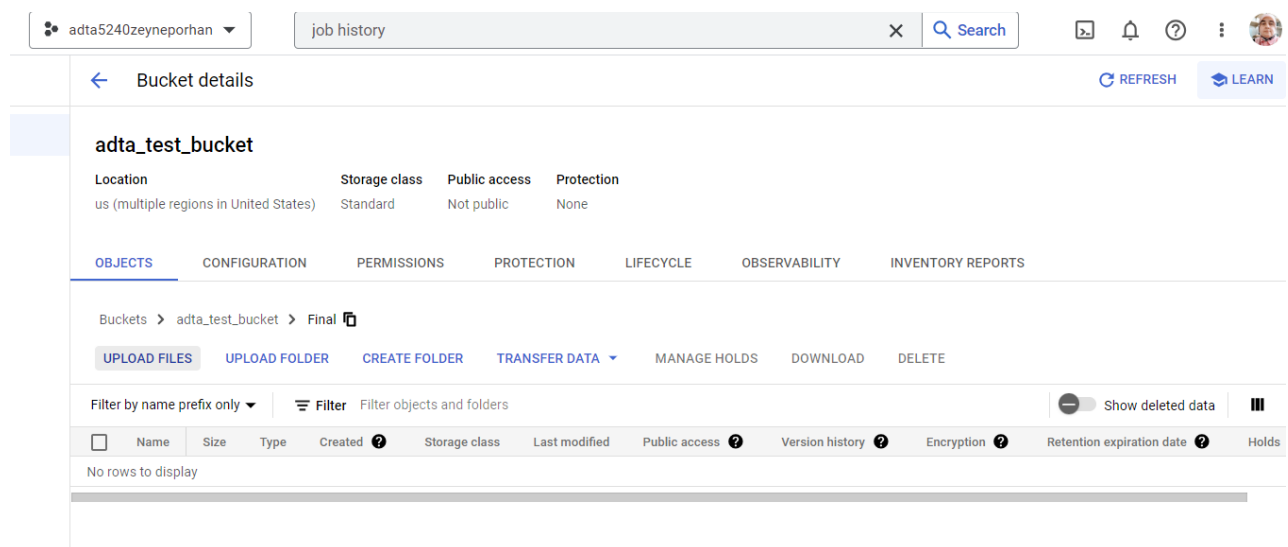 adta5240zeyneporhan job history Search
Bucket details REFRESH LEARN
adta_test_bucket
Location Storage class Public access Protection
us (multiple regions in United States) Standard Not public None
OBJECTS CONFIGURATION PERMISSIONS PROTECTION LIFECYCLE OBSERVABILITY INVENTORY REPORTS
Buckets > adta_test_bucket > Final
UPLOAD FILES UPLOAD FOLDER CREATE FOLDER TRANSFER DATA MANAGE HOLDS DOWNLOAD DELETE
Filter by name prefix only Filter Filter objects and folders Show deleted data
Name Size Type Created Storage class Last modified Public access Version history Encryption Retention expiration date Holds
No rows to display